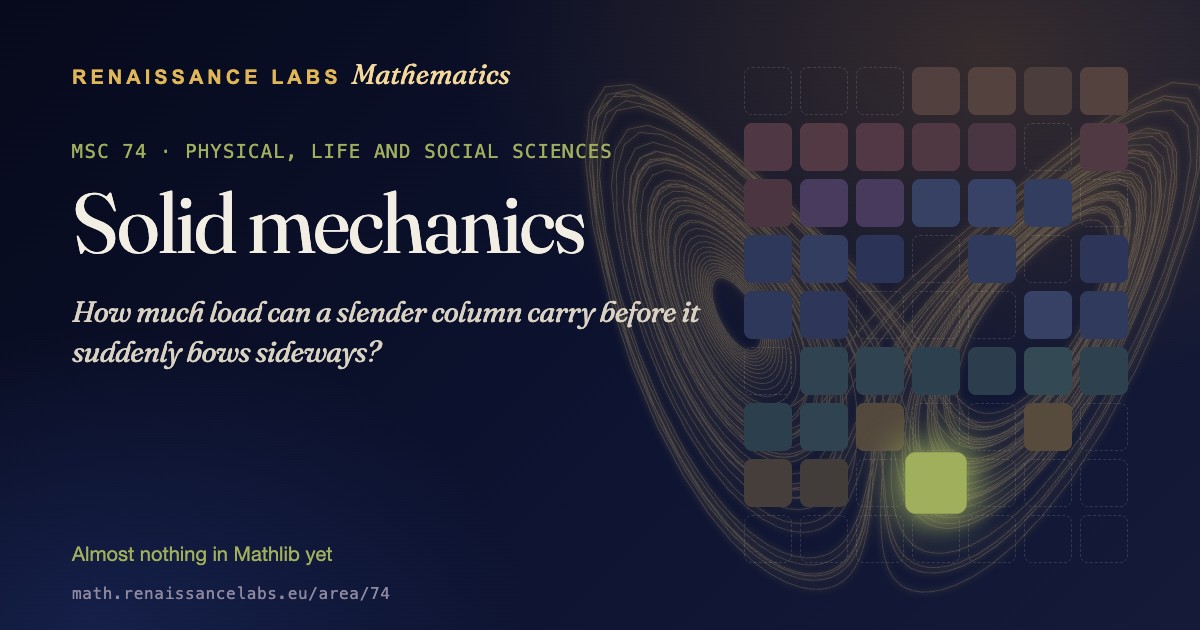 RENAISSANCE LABS Mathematics
MSC 74 · PHYSICAL, LIFE AND SOCIAL SCIENCES
Solid mechanics
How much load can a slender column carry before it
suddenly bows sideways?
Almost nothing in Mathlib yet
math.renaissancelabs.eu/area/74